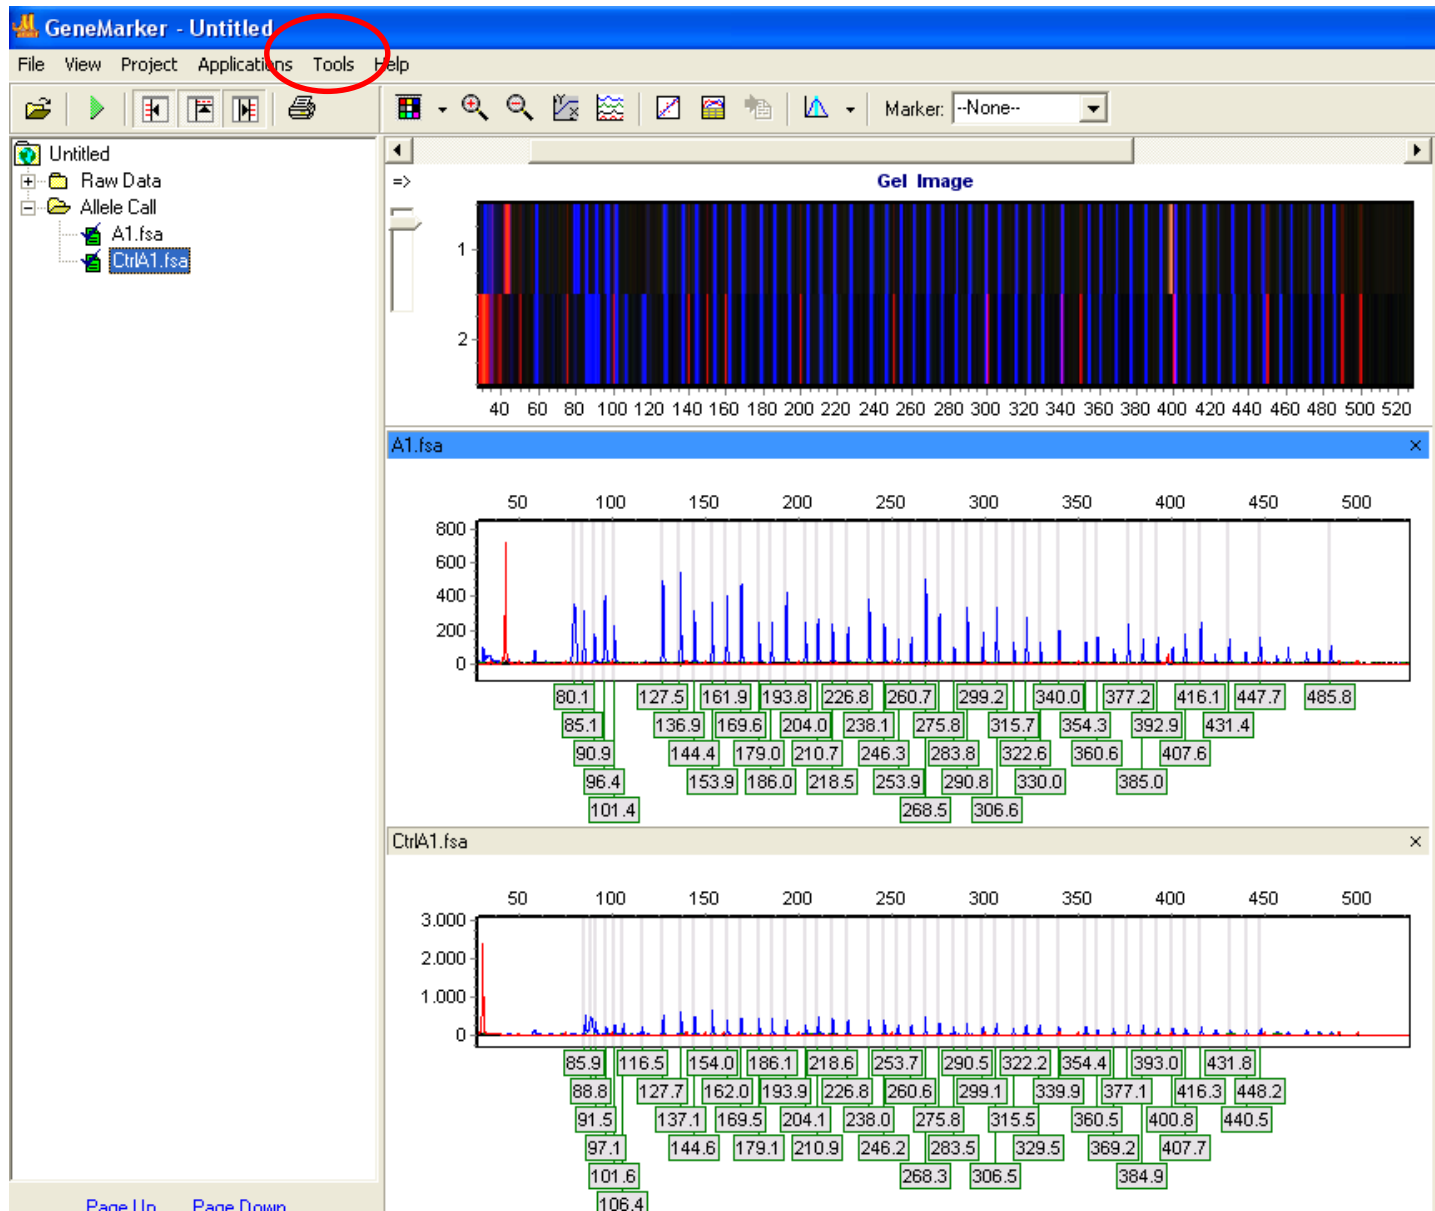 GeneMarker - Untitled
File View Project Applications Tools Help
Marker: --None--
Untitled
Raw Data
Allele Call
A1.fsa
CtrlA1.fsa
Page Up Page Down
=> Gel Image
1
2
40 60 80 100 120 140 160 180 200 220 240 260 280 300 320 340 360 380 400 420 440 460 480 500 520
A1.fsa
50 100 150 200 250 300 350 400 450 500
800
600
400
200
0
80.1 127.5 161.9 193.8 226.8 260.7 299.2 340.0 377.2 416.1 447.7 485.8
85.1 136.9 169.6 204.0 238.1 275.8 315.7 354.3 392.9 431.4
90.9 144.4 179.0 210.7 246.3 283.8 322.6 360.6 407.6
96.4 153.9 186.0 218.5 253.9 290.8 330.0 385.0
101.4 268.5 306.6
CtrlA1.fsa
50 100 150 200 250 300 350 400 450 500
3.000
2.000
1.000
0
85.9 116.5 154.0 186.1 218.6 253.7 290.5 322.2 354.4 393.0 431.8
88.8 127.7 162.0 193.9 226.8 260.6 299.1 339.9 377.1 416.3 448.2
91.5 137.1 169.5 204.1 238.0 275.8 315.5 360.5 400.8 440.5
97.1 144.6 179.1 210.9 246.2 283.5 329.5 369.2 407.7
101.6 268.3 306.5 384.9
106.4